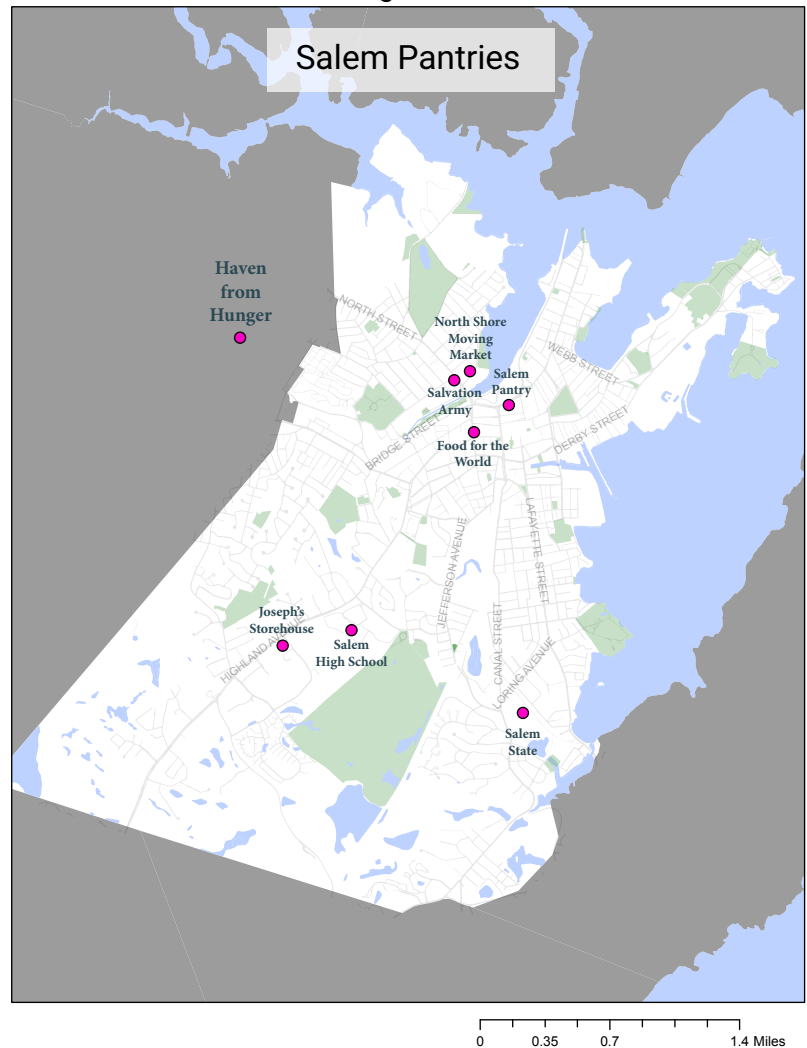 Salem Pantries
Haven
from
Hunger
NORTH STREET
North Shore
Moving
Market
WEBB STREET
Salem
Pantry
Salvation
Army
DERBY STREET
BRIDGE STREET
Food for the
World
LAFAYETTE STREET
JEFFERSON AVENUE
Joseph's
Storehouse
HIGHLAND AVENUE
Salem
High School
CANAL STREET
LORING AVENUE
Salem
State
0 0.35 0.7 1.4 Miles